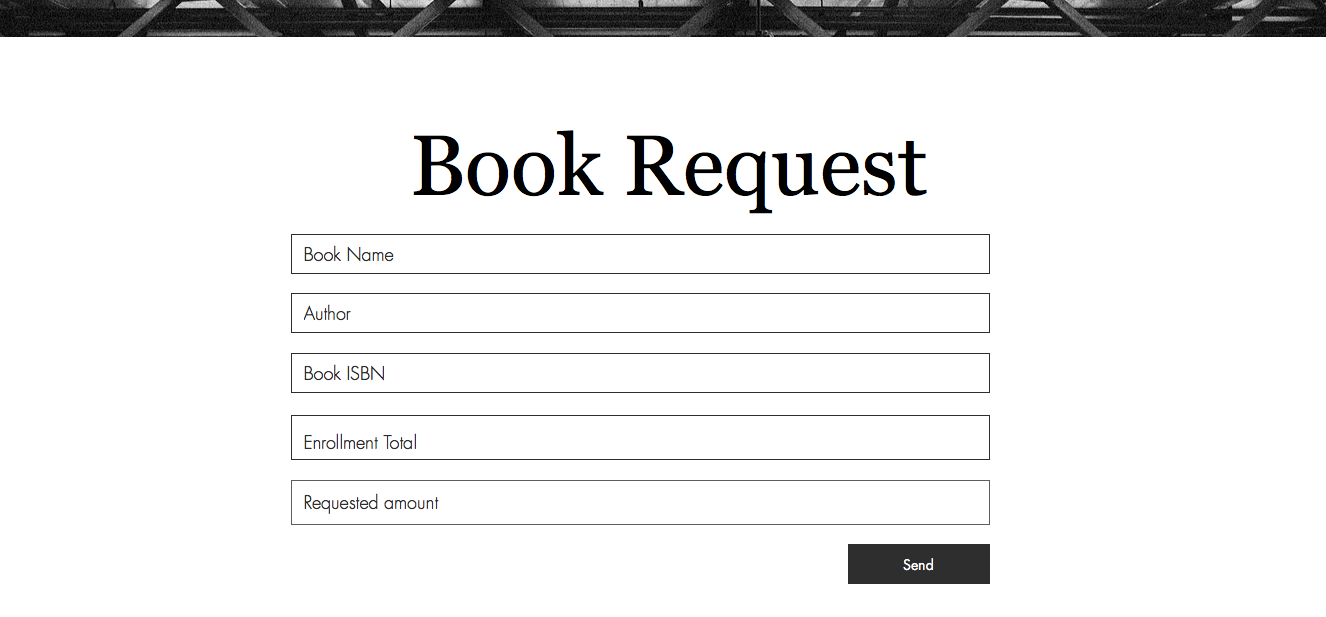 Book Request
Book Name
Author
Book ISBN
Enrollment Total
Requested amount
Send